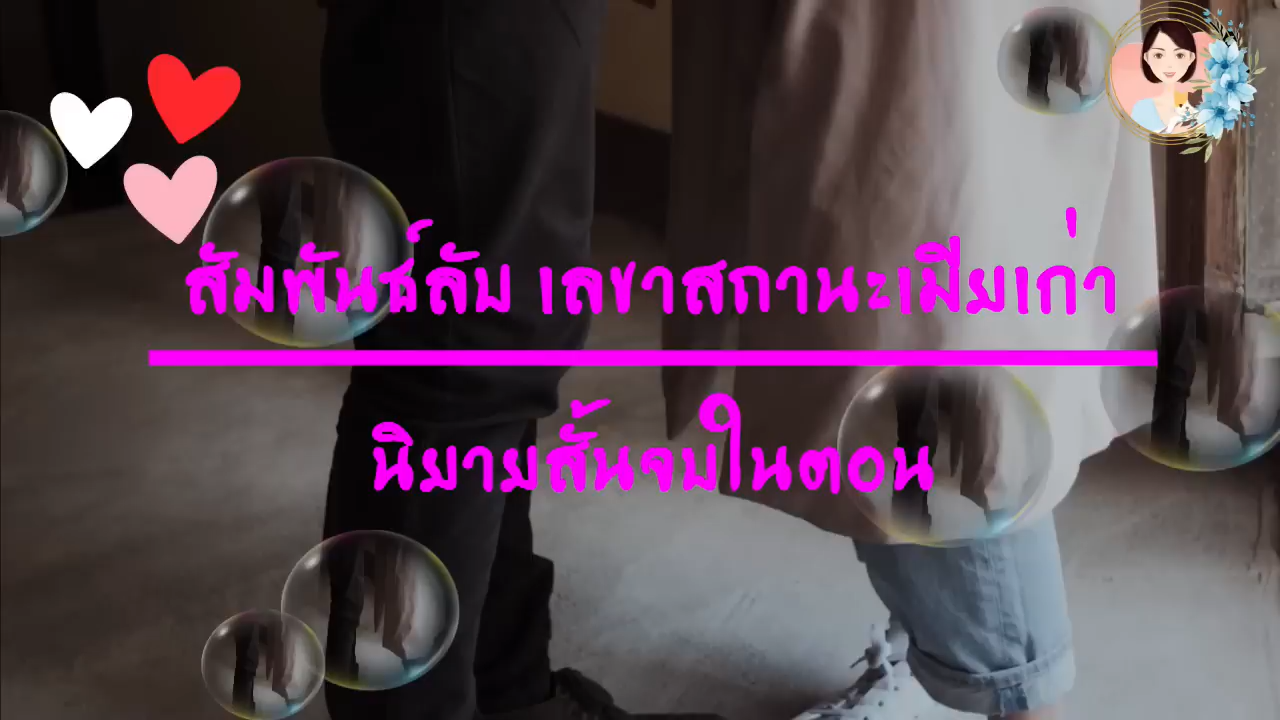 สัมพันธ์ลับ เลขาสถานะเมียเก่า
นิยายสั้นจบในตอน